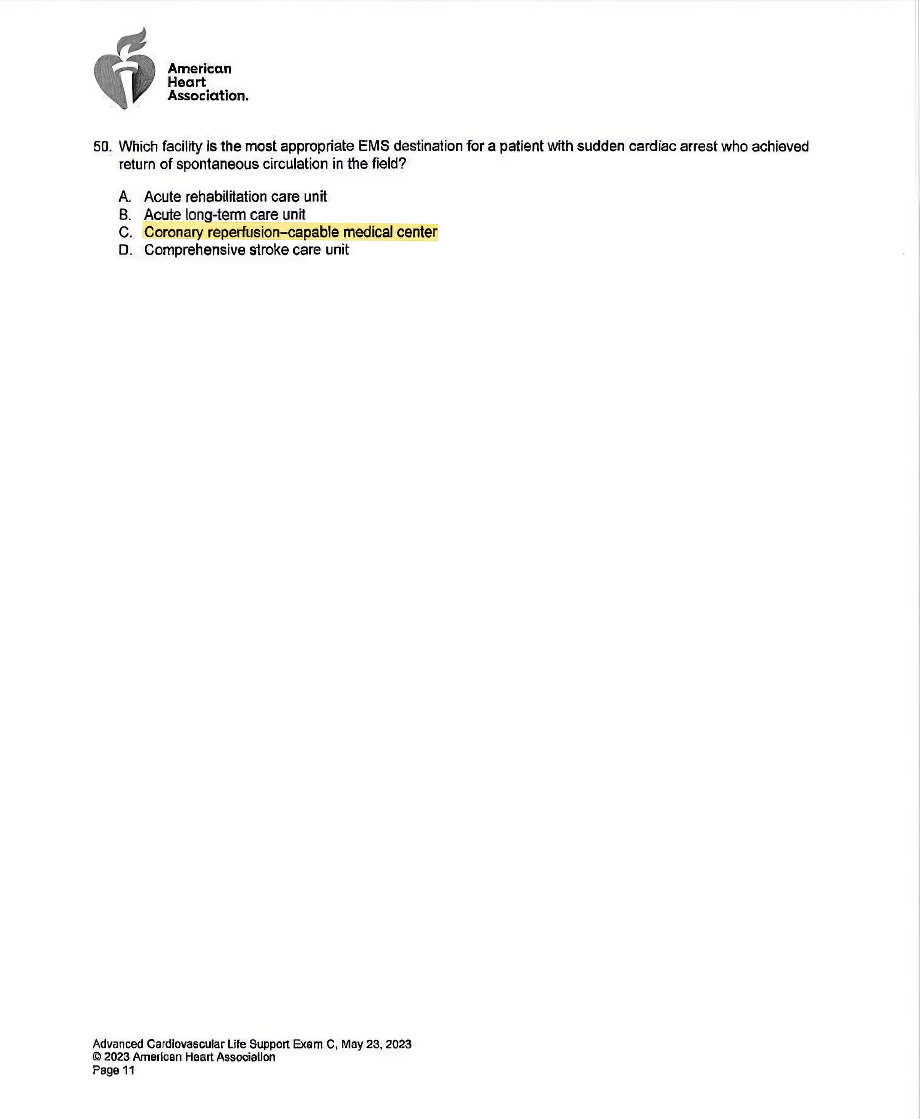 American
Heart
Association.
50. Which facility is the most appropriate EMS destination for a patient with sudden cardiac arrest who achieved
return of spontaneous circulation in the field?
A. Acute rehabilitation care unit
B. Acute long-term care unit
C. Coronary reperfusion–capable medical center
D. Comprehensive stroke care unit
Advanced Cardiovascular Life Support Exam C, May 23, 2023
© 2023 American Heart Association
Page 11